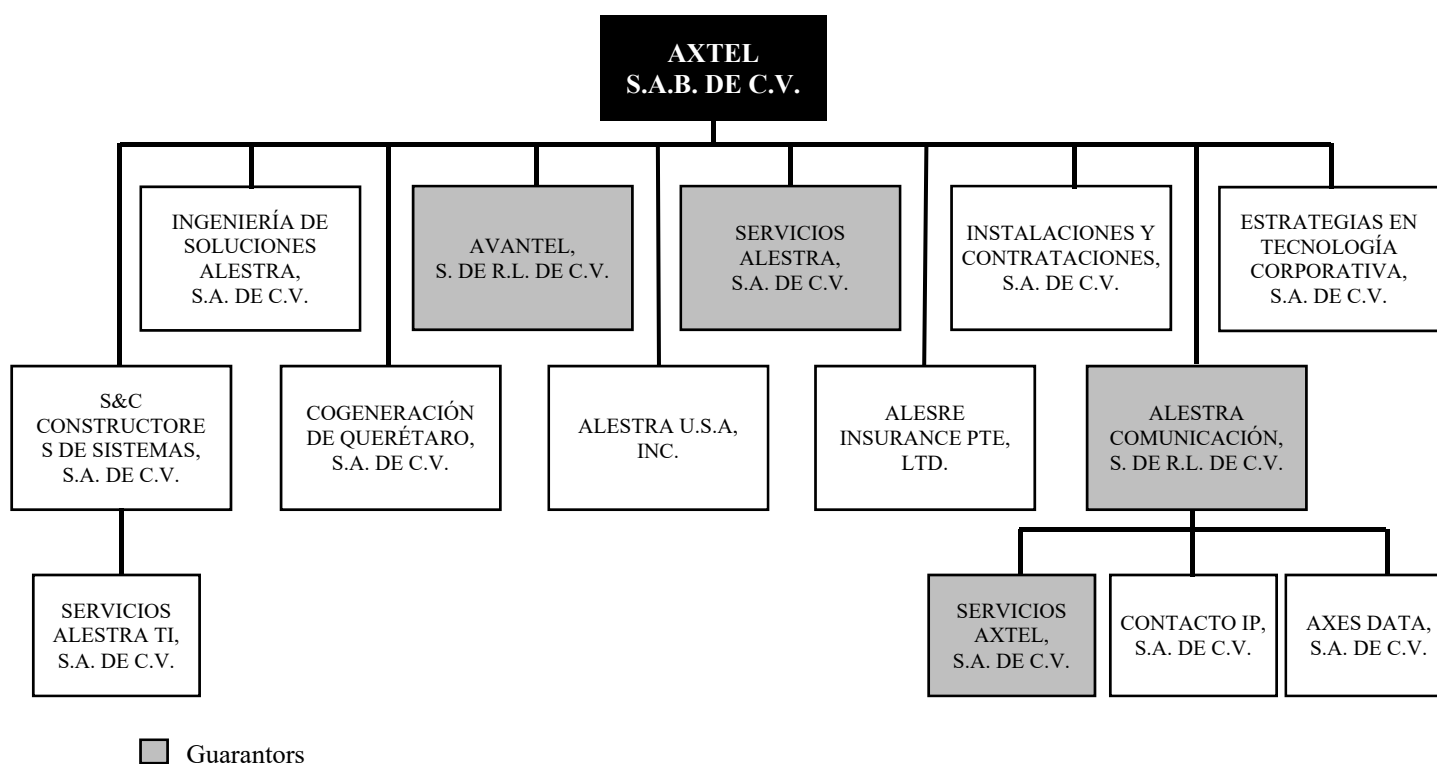 AXTEL
S.A.B. DE C.V.
INGENIERÍA DE
SOLUCIONES
ALESTRA,
S.A. DE C.V.
AVANTEL,
S. DE R.L. DE C.V.
SERVICIOS
ALESTRA,
S.A. DE C.V.
INSTALACIONES Y
CONTRATACIONES,
S.A. DE C.V.
ESTRATEGIAS EN
TECNOLOGÍA
CORPORATIVA,
S.A. DE C.V.
S&C
CONSTRUCTORE
S DE SISTEMAS,
S.A. DE C.V.
COGENERACIÓN
DE QUERÉTARO,
S.A. DE C.V.
ALESTRA U.S.A,
INC.
ALESRE
INSURANCE PTE,
LTD.
ALESTRA
COMUNICACIÓN,
S. DE R.L. DE C.V.
SERVICIOS
ALESTRA TI,
S.A. DE C.V.
SERVICIOS
AXTEL,
S.A. DE C.V.
CONTACTO IP,
S.A. DE C.V.
AXES DATA,
S.A. DE C.V.
Guarantors